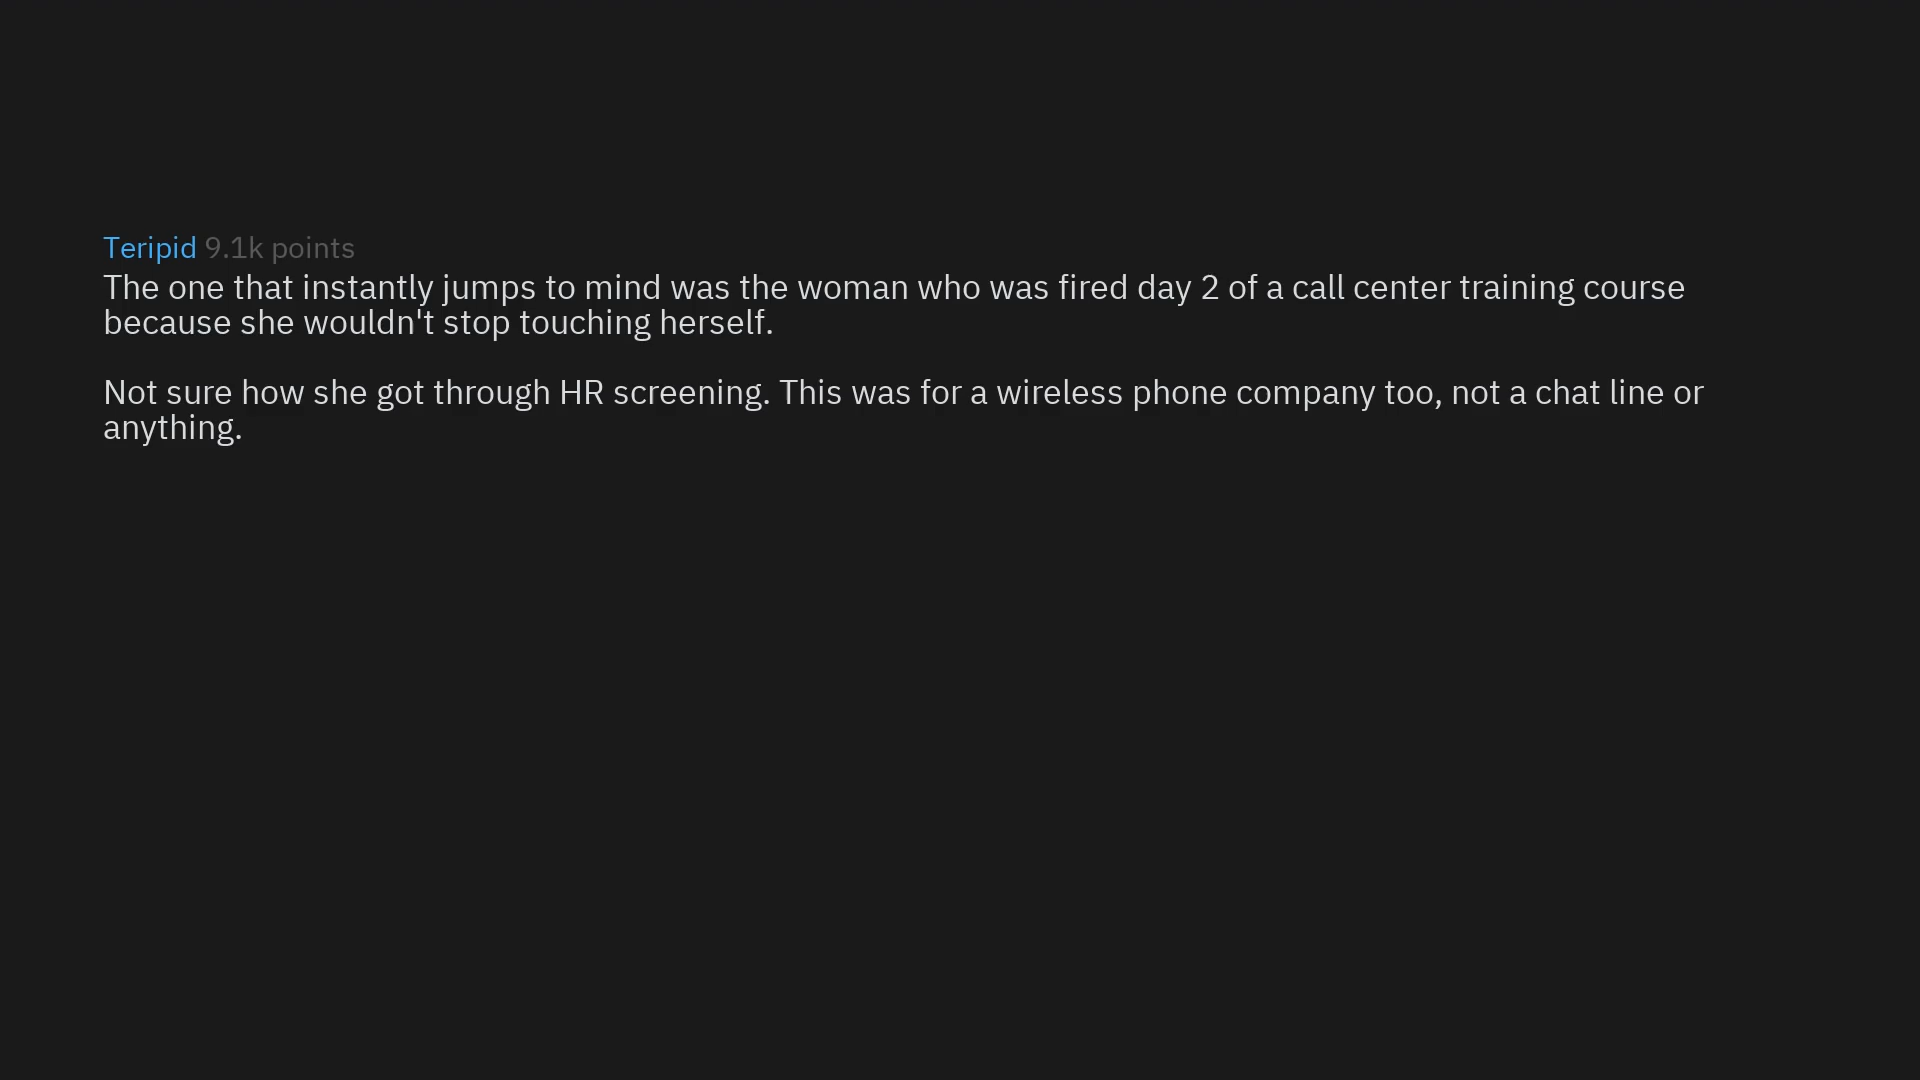 Teripid 9.1k points
The one that instantly jumps to mind was the woman who was fired day 2 of a call center training course
because she wouldn't stop touching herself.
Not sure how she got through HR screening. This was for a wireless phone company too, not a chat line or
anything.